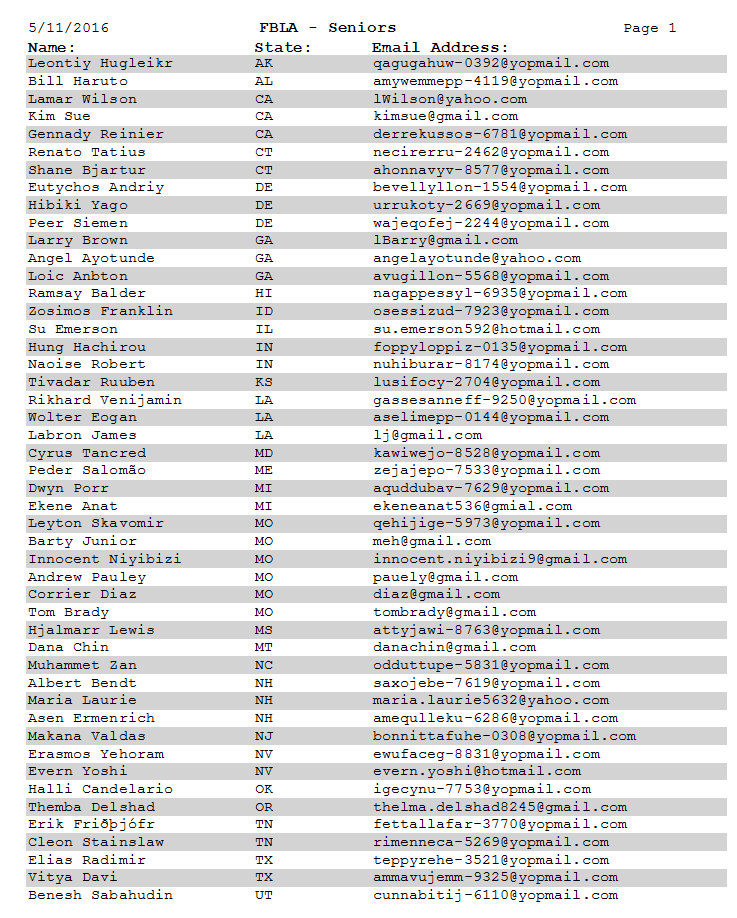 5/11/2016 FBLA - Seniors Page 1
Name: State: Email Address:
Leontiy Hugleikr AK qagugahuw-0392@yopmail.com
Bill Haruto AL amywemmepp-4119@yopmail.com
Lamar Wilson CA lWilson@yahoo.com
Kim Sue CA kimsue@gmail.com
Gennady Reinier CA derrekussos-6781@yopmail.com
Renato Tatius CT necirerru-2462@yopmail.com
Shane Bjartur CT ahonnavyv-8577@yopmail.com
Eutychos Andriy DE bevellyllon-1554@yopmail.com
Hibiki Yago DE urrukoty-2669@yopmail.com
Peer Siemen DE wajeqofej-2244@yopmail.com
Larry Brown GA lBarry@gmail.com
Angel Ayotunde GA angelayotunde@yahoo.com
Loic Anbton GA avugillon-5568@yopmail.com
Ramsay Balder HI nagappessyl-6935@yopmail.com
Zosimos Franklin ID osessizud-7923@yopmail.com
Su Emerson IL su.emerson592@hotmail.com
Hung Hachirou IN foppyloppiz-0135@yopmail.com
Naoise Robert IN nuhiburar-8174@yopmail.com
Tivadar Ruuben KS lusifocy-2704@yopmail.com
Rikhard Venijamin LA gassesanneff-9250@yopmail.com
Wolter Eogan LA aselimepp-0144@yopmail.com
Labron James LA lj@gmail.com
Cyrus Tancred MD kawiwejo-8528@yopmail.com
Peder Salomão ME zejajepo-7533@yopmail.com
Dwyn Porr MI aquddubav-7629@yopmail.com
Ekene Anat MI ekeneanat536@gmial.com
Leyton Skavomir MO qehijige-5973@yopmail.com
Barty Junior MO meh@gmail.com
Innocent Niyibizi MO innocent.niyibizi9@gmail.com
Andrew Pauley MO pauely@gmail.com
Corrier Diaz MO diaz@gmail.com
Tom Brady MO tombrady@gmail.com
Hjalmarr Lewis MS attyjawi-8763@yopmail.com
Dana Chin MT danachin@gmail.com
Muhammet Zan NC odduttupe-5831@yopmail.com
Albert Bendt NH saxojebe-7619@yopmail.com
Maria Laurie NH maria.laurie5632@yahoo.com
Asen Ermenrich NH amequlleku-6286@yopmail.com
Makana Valdas NJ bonnittafuhe-0308@yopmail.com
Erasmos Yehoram NV ewufaceg-8831@yopmail.com
Evern Yoshi NV evern.yoshi@hotmail.com
Halli Candelario OK igecynu-7753@yopmail.com
Themba Delshad OR thelma.delshad8245@gmail.com
Erik Friðþjófr TN fettallafar-3770@yopmail.com
Cleon Stainslaw TN rimenneca-5269@yopmail.com
Elias Radimir TX teppyrehe-3521@yopmail.com
Vitya Davi TX ammavujemm-9325@yopmail.com
Benesh Sabahudin UT cunnabitij-6110@yopmail.com